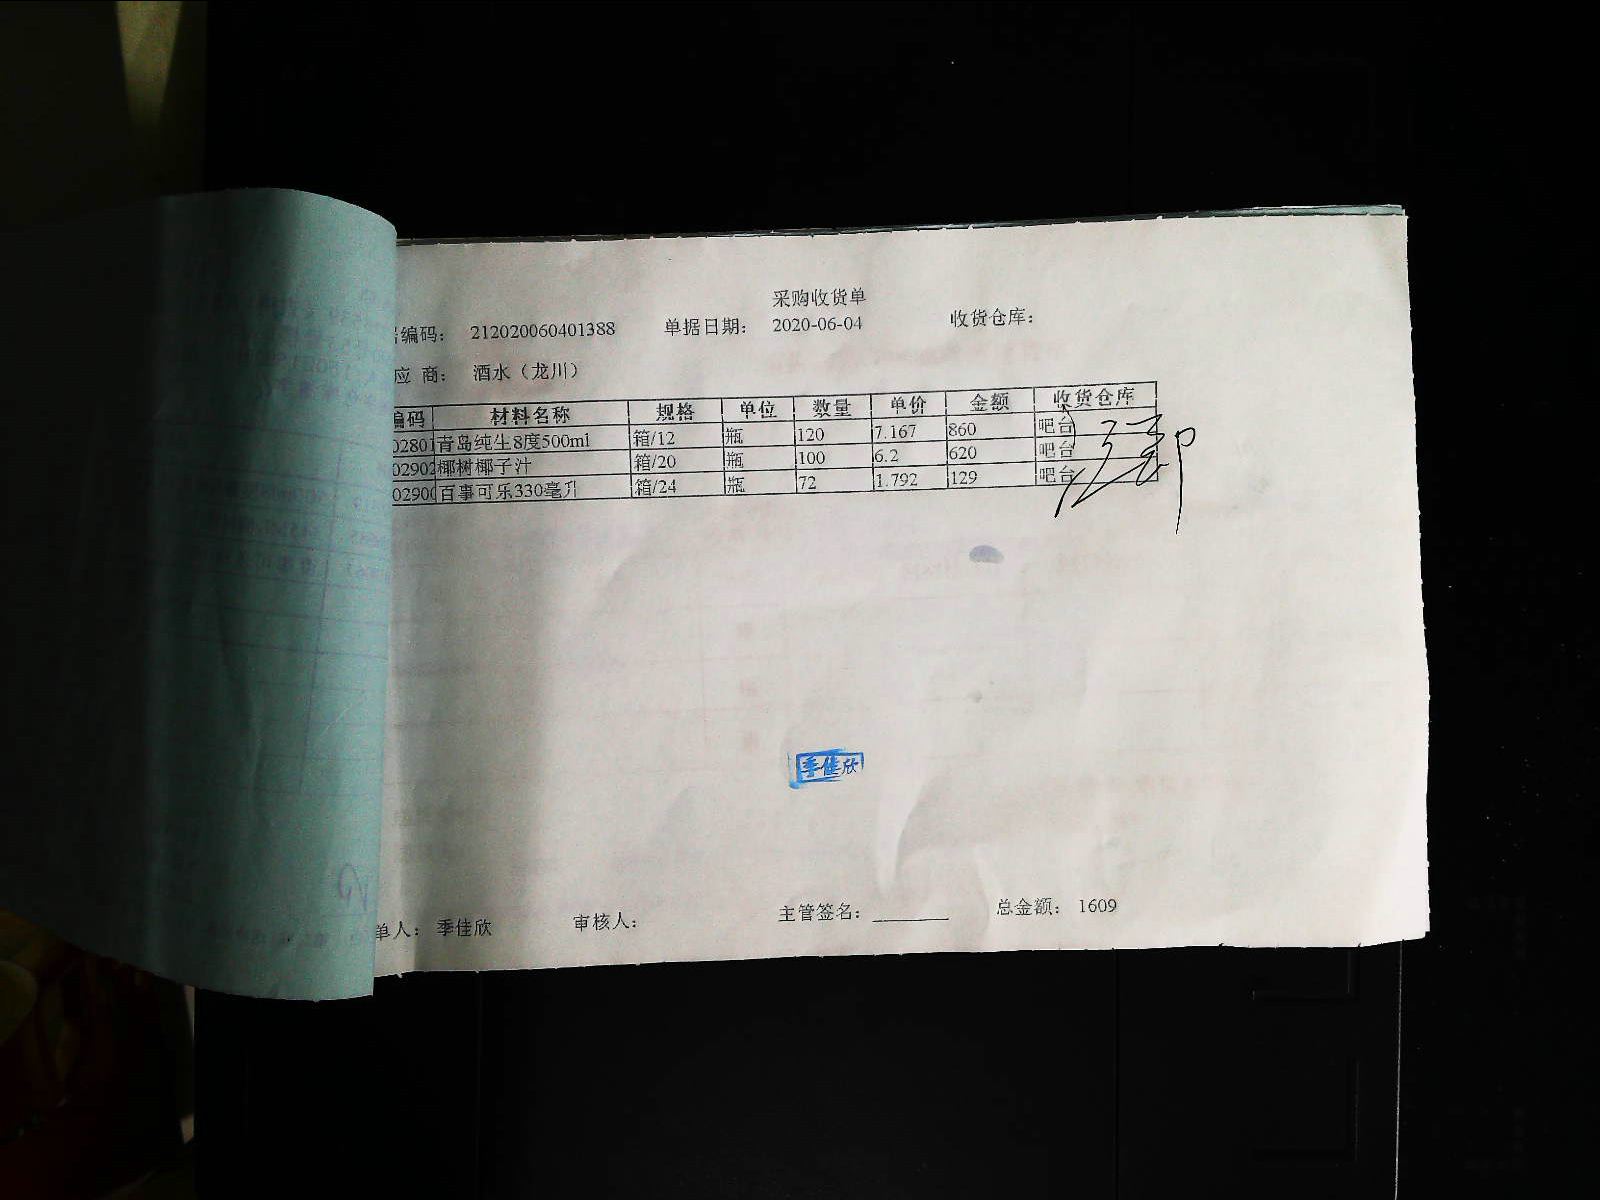 采购收货单
编码： 212020060401388 单据日期： 2020-06-04 收货仓库：
应 商： 酒水（龙川）
编码 材料名称 规格 单位 数量 单价 金额 收货仓库
02801 青岛纯生8度500ml 箱/12 瓶 120 7.167 860 吧台
02902 椰树椰子汁 箱/20 瓶 100 6.2 620 吧台
02900 百事可乐330毫升 箱/24 瓶 72 1.792 129 吧台
季佳欣
单人： 季佳欣 审核人： 主管签名： 总金额： 1609